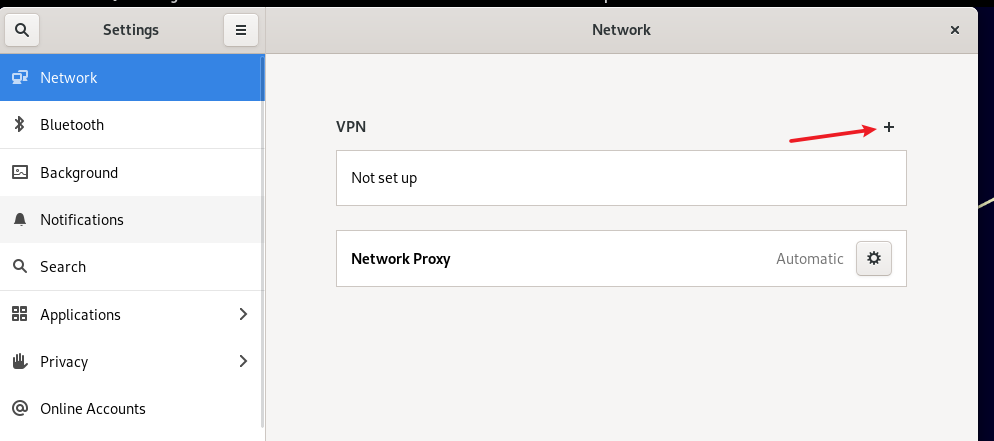 Settings
Network
Network
Bluetooth
Background
Notifications
Search
Applications
Privacy
Online Accounts
VPN
Not set up
Network Proxy
Automatic